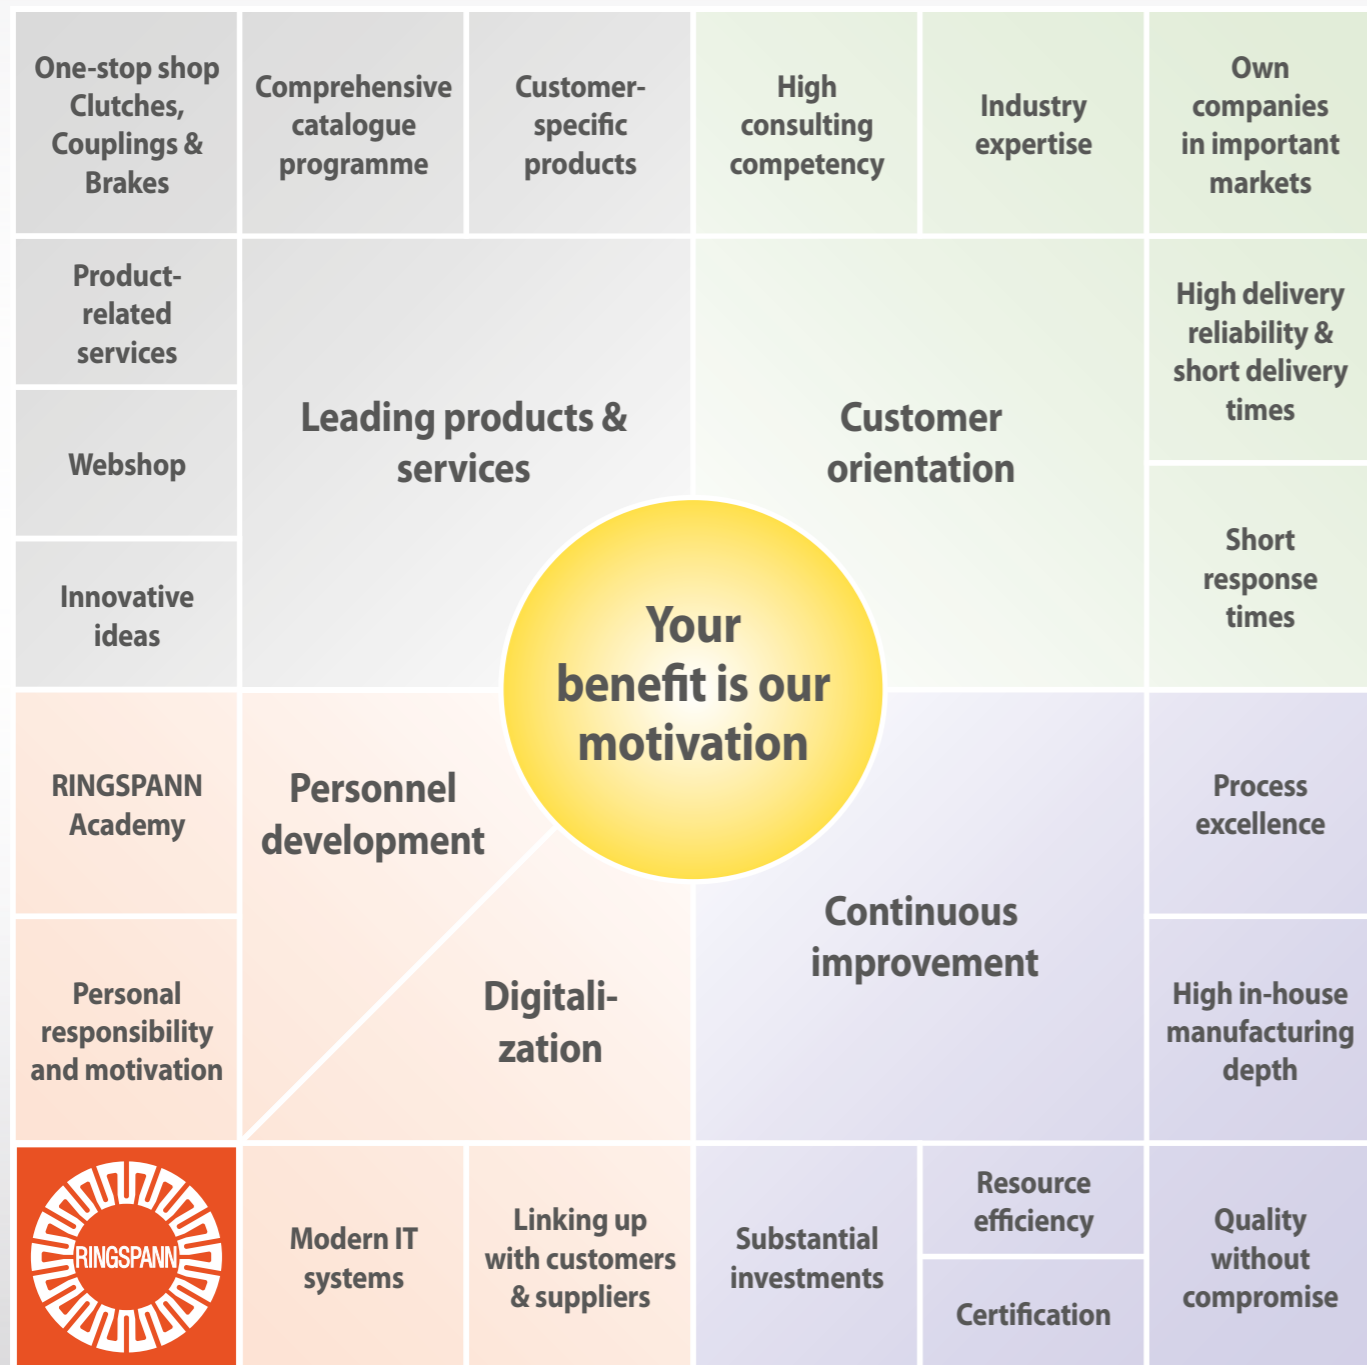 One-stop shop
Clutches,
Couplings &
Brakes
Comprehensive
catalogue
programme
Customer-
specific
products
High
consulting
competency
Industry
expertise
Own
companies
in important
markets
Product-
related
services
Webshop
Innovative
ideas
Leading products &
services
Customer
orientation
High delivery
reliability &
short delivery
times
Short
response
times
Your
benefit is our
motivation
RINGSPANN
Academy
Personal
responsibility
and motivation
Personnel
development
Digitali-
zation
Continuous
improvement
Process
excellence
High in-house
manufacturing
depth
RINGSPANN
Modern IT
systems
Linking up
with customers
& suppliers
Substantial
investments
Resource
efficiency
Certification
Quality
without
compromise